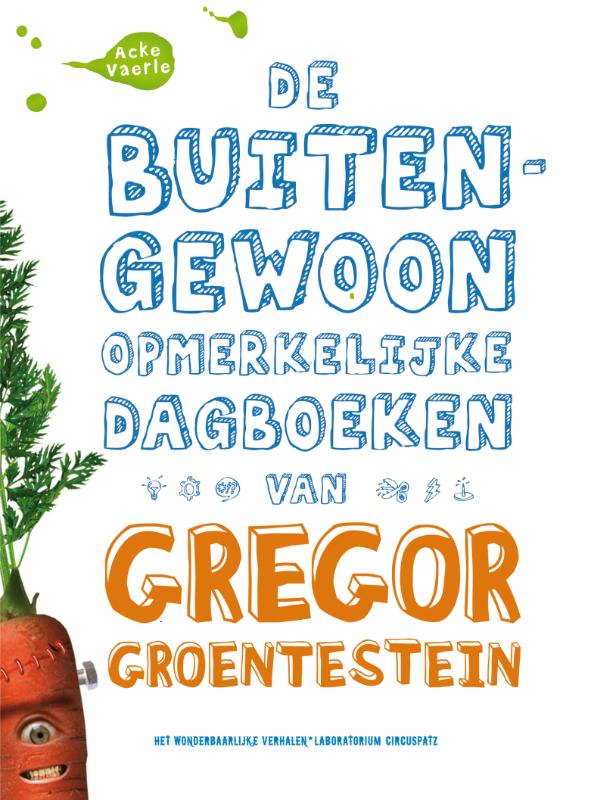 Acke
Vaerle
DE
BUITEN-
GEWOON
OPMERKELIJKE
DAGBOEKEN
VAN
GREGOR
GROENTESTEIN
HET WONDERBAARLIJKE VERHALEN*LABORATORIUM CIRCUSPATZ